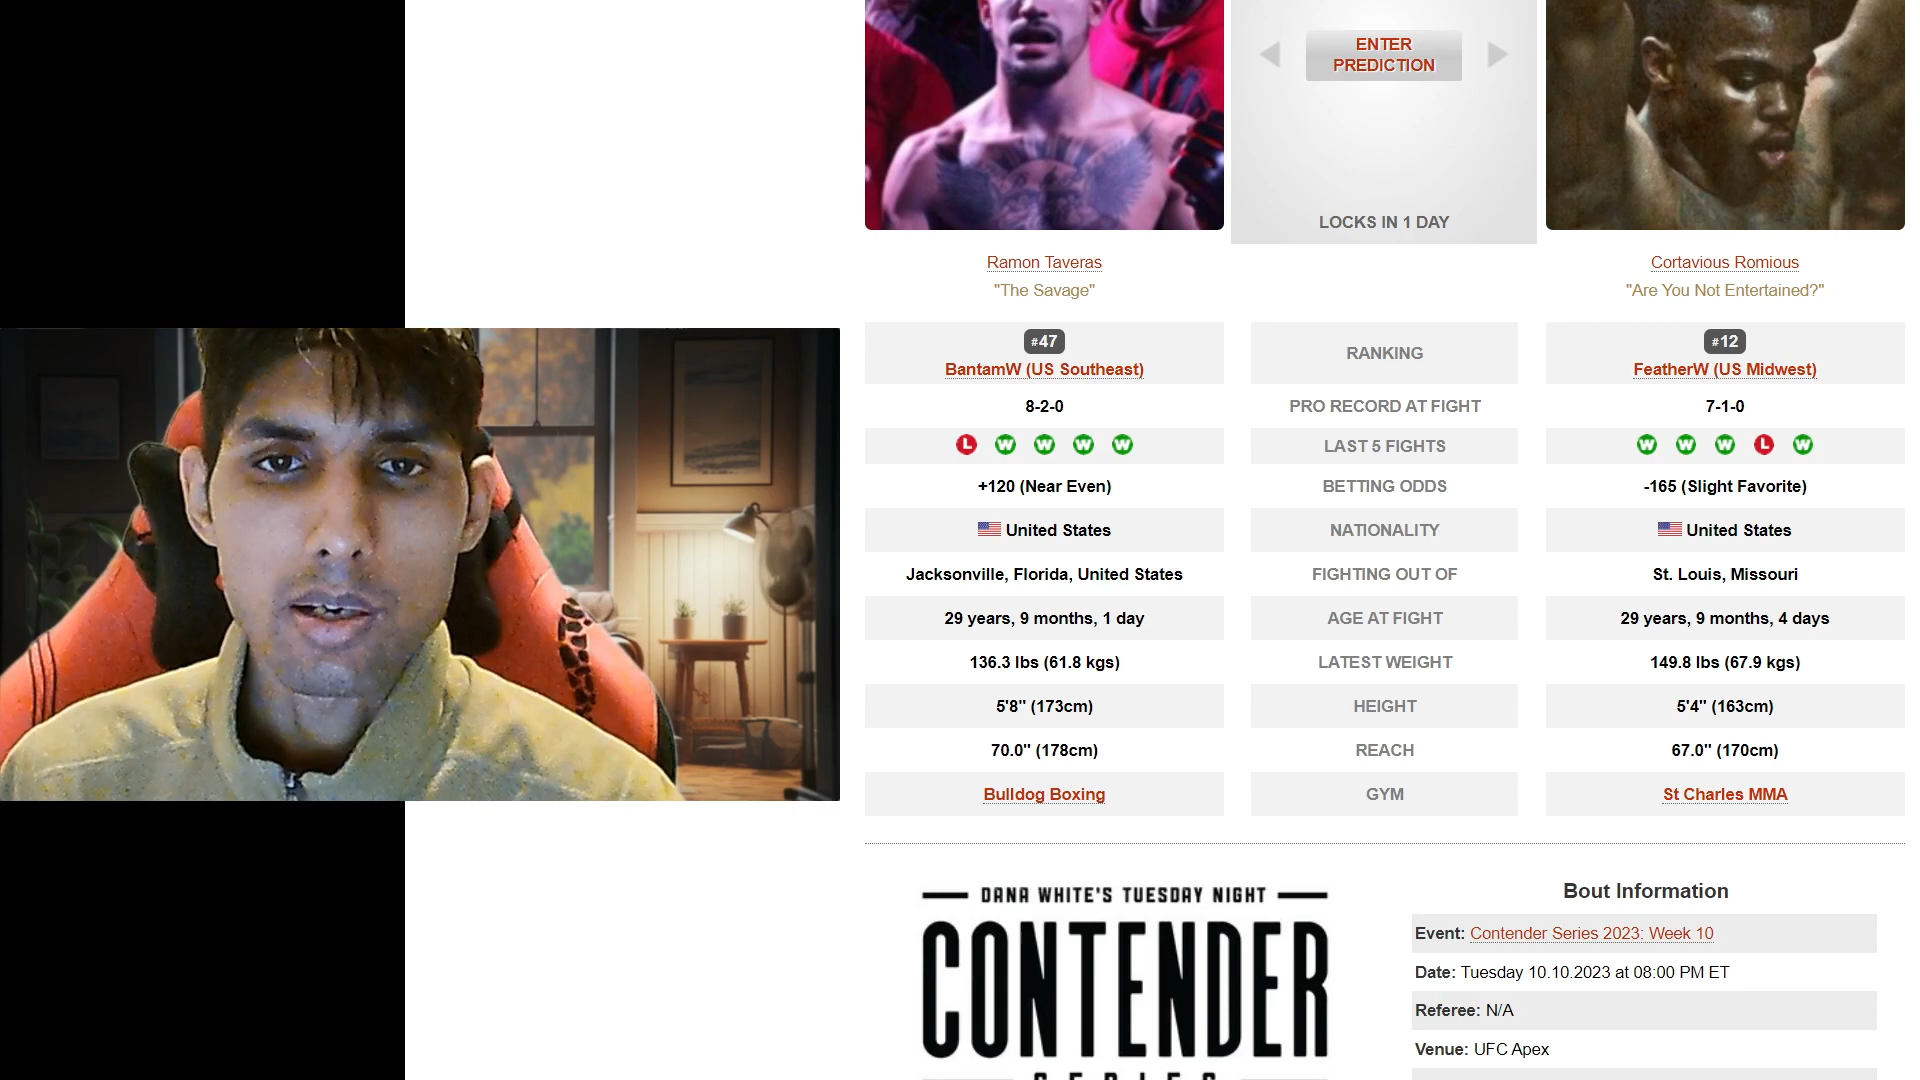 ENTER
PREDICTION
LOCKS IN 1 DAY
Ramon Taveras
Cortavious Romious
"The Savage"
"Are You Not Entertained?"
#47
RANKING
#12
BantamW (US Southeast)
FeatherW (US Midwest)
8-2-0
PRO RECORD AT FIGHT
7-1-0
L W W W W
LAST 5 FIGHTS
W W W L W
+120 (Near Even)
BETTING ODDS
-165 (Slight Favorite)
United States
NATIONALITY
United States
Jacksonville, Florida, United States
FIGHTING OUT OF
St. Louis, Missouri
29 years, 9 months, 1 day
AGE AT FIGHT
29 years, 9 months, 4 days
136.3 lbs (61.8 kgs)
LATEST WEIGHT
149.8 lbs (67.9 kgs)
5'8" (173cm)
HEIGHT
5'4" (163cm)
70.0" (178cm)
REACH
67.0" (170cm)
Bulldog Boxing
GYM
St Charles MMA
DANA WHITE'S TUESDAY NIGHT
CONTENDER
SERIES
Bout Information
Event: Contender Series 2023: Week 10
Date: Tuesday 10.10.2023 at 08:00 PM ET
Referee: N/A
Venue: UFC Apex